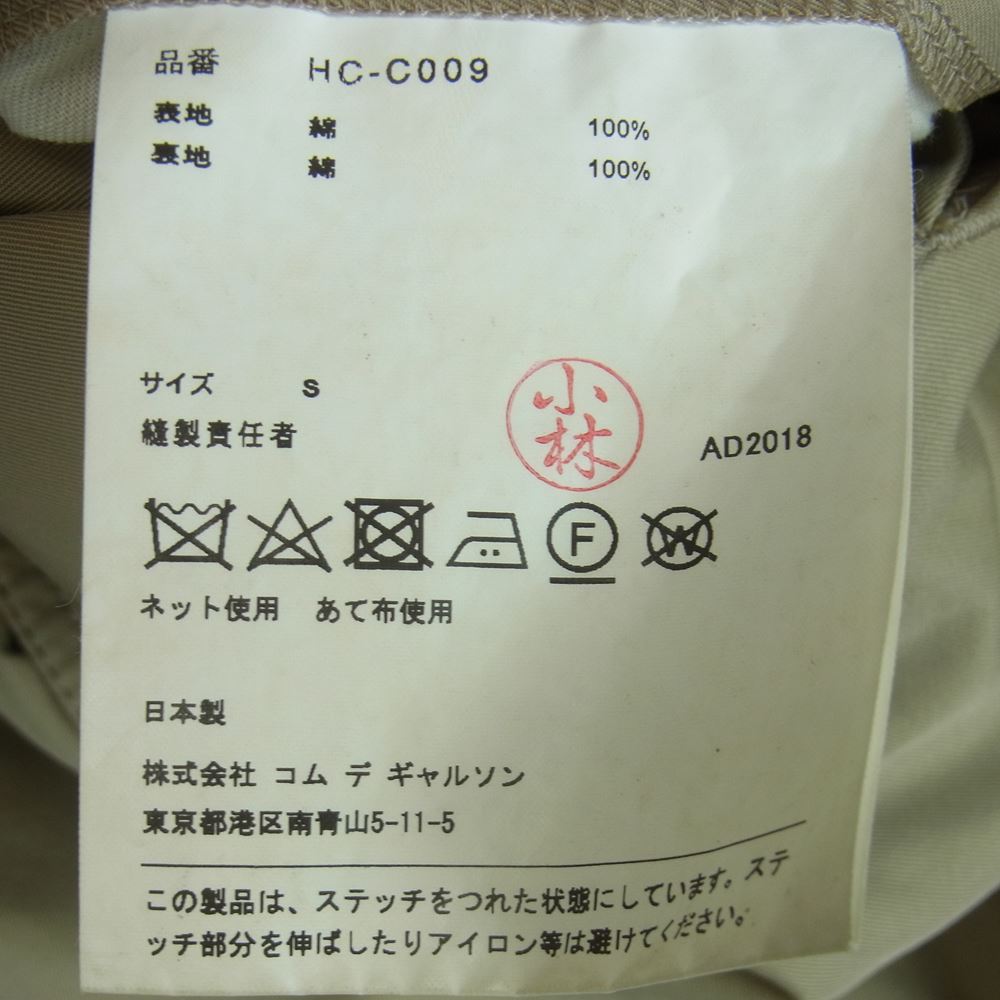 品番 HC-C009
表地 綿 100%
裏地 綿 100%
サイズ S
縫製責任者 小林 AD2018
F W
ネット使用 あて布使用
日本製
株式会社 コム デ ギャルソン
東京都港区南青山5-11-5
この製品は、ステッチをつれた状態にしています。ステ
ッチ部分を伸ばしたりアイロン等は避けてください。